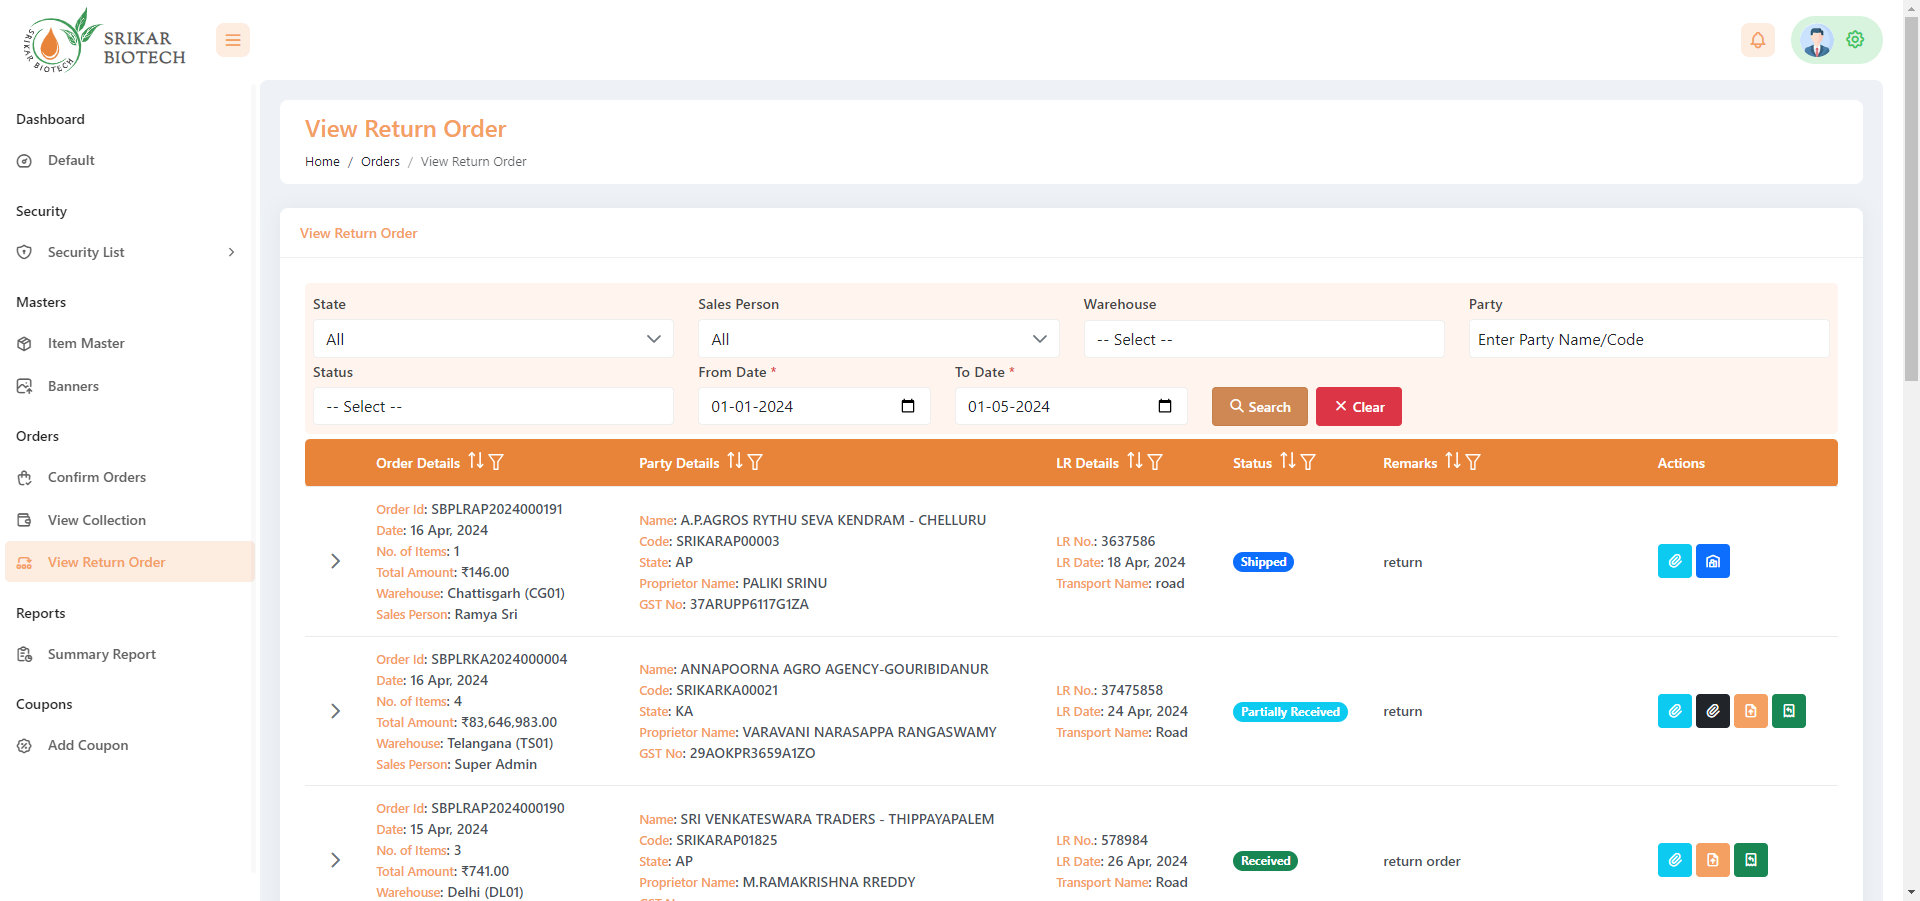 SRIKAR BIOTECH
SRIKAR
BIOTECH
Dashboard
Default
Security
Security List
Masters
Item Master
Banners
Orders
Confirm Orders
View Collection
View Return Order
Reports
Summary Report
Coupons
Add Coupon
View Return Order
Home / Orders / View Return Order
View Return Order
State Sales Person Warehouse Party
All All -- Select -- Enter Party Name/Code
Status From Date * To Date *
-- Select -- 01-01-2024 01-05-2024 Search Clear
Order Details Party Details LR Details Status Remarks Actions
Order Id: SBPLRAP2024000191
Date: 16 Apr, 2024
No. of Items: 1
Total Amount: ₹146.00
Warehouse: Chattisgarh (CG01)
Sales Person: Ramya Sri
Name: A.P.AGROS RYTHU SEVA KENDRAM - CHELLURU
Code: SRIKARAP00003
State: AP
Proprietor Name: PALIKI SRINU
GST No: 37ARUPP6117G1ZA
LR No.: 3637586
LR Date: 18 Apr, 2024
Transport Name: road
Shipped
return
Order Id: SBPLRKA2024000004
Date: 16 Apr, 2024
No. of Items: 4
Total Amount: ₹83,646,983.00
Warehouse: Telangana (TS01)
Sales Person: Super Admin
Name: ANNAPOORNA AGRO AGENCY-GOURIBIDANUR
Code: SRIKARKA00021
State: KA
Proprietor Name: VARAVANI NARASAPPA RANGASWAMY
GST No: 29AOKPR3659A1ZO
LR No.: 37475858
LR Date: 24 Apr, 2024
Transport Name: Road
Partially Received
return
Order Id: SBPLRAP2024000190
Date: 15 Apr, 2024
No. of Items: 3
Total Amount: ₹741.00
Warehouse: Delhi (DL01)
Name: SRI VENKATESWARA TRADERS - THIPPAYAPALEM
Code: SRIKARAP01825
State: AP
Proprietor Name: M.RAMAKRISHNA RREDDY
LR No.: 578984
LR Date: 26 Apr, 2024
Transport Name: Road
Received
return order